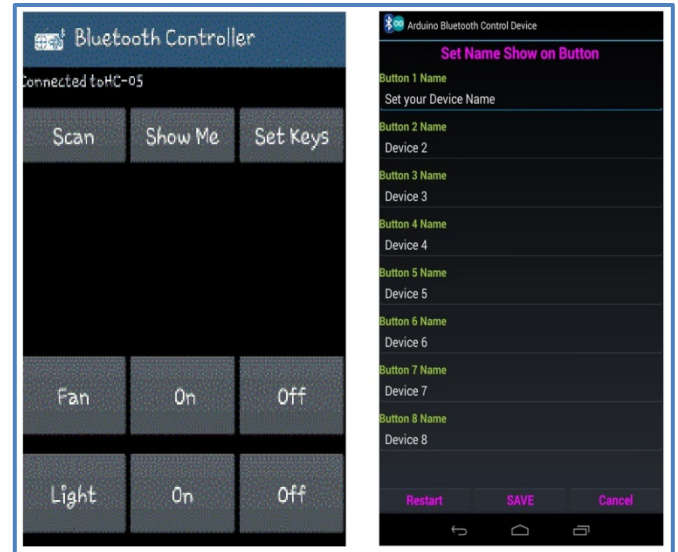 Bluetooth Controller
Connected toHC-05
Scan Show Me Set Keys
Fan On Off
Light On Off
Arduino Bluetooth Control Device
Set Name Show on Button
Button 1 Name
Set your Device Name
Button 2 Name
Device 2
Button 3 Name
Device 3
Button 4 Name
Device 4
Button 5 Name
Device 5
Button 6 Name
Device 6
Button 7 Name
Device 7
Button 8 Name
Device 8
Restart SAVE Cancel